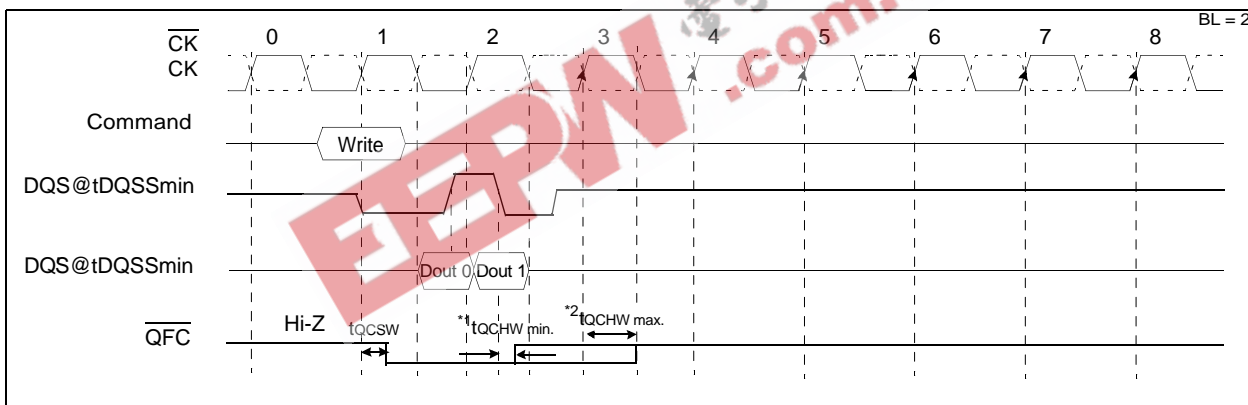 BL = 2
0 1 2 3 4 5 6 7 8
CK
CK
Command
Write
DQS@tDQSSmin
DQS@tDQSSmin
Dout 0 Dout 1
QFC
Hi-Z
tQCSW
*1tQCHW min.
*2tQCHW max.
EEPW
.com